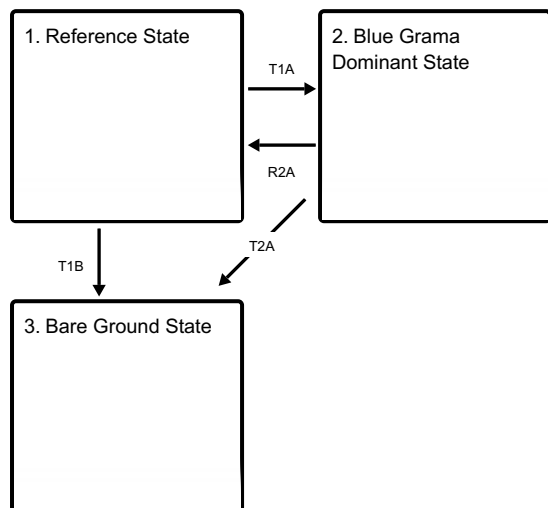 1. Reference State
2. Blue Grama
Dominant State
T1A
R2A
T2A
T1B
3. Bare Ground State